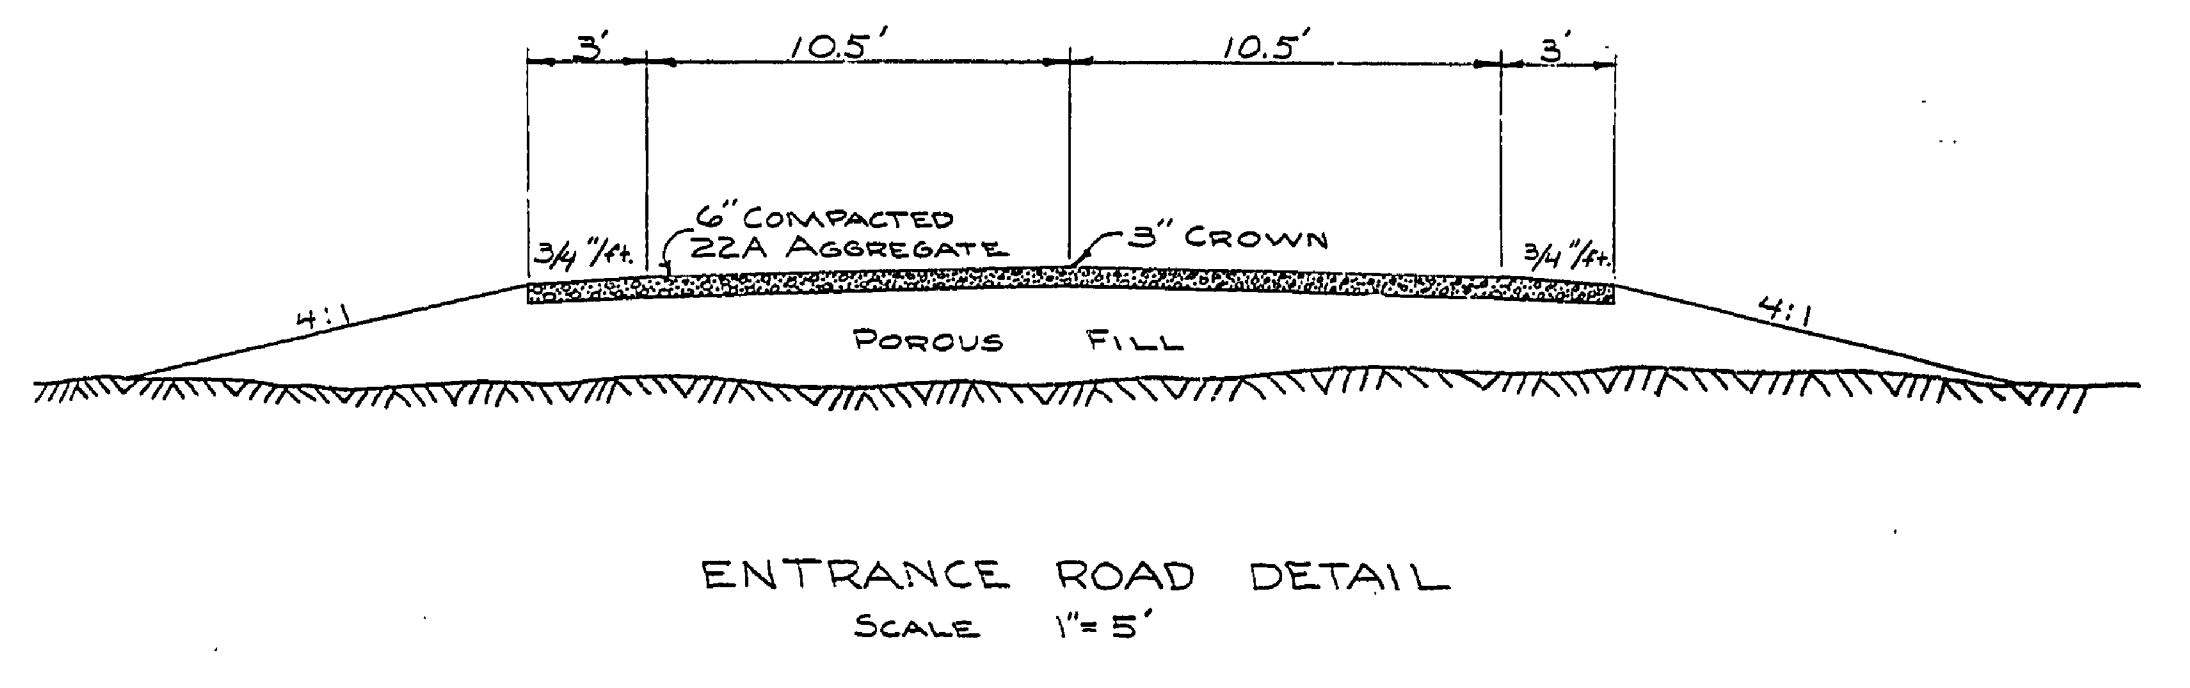 3' 10.5' 10.5' 3'
6" COMPACTED
22A AGGREGATE
3" CROWN
3/4"/ft.
3/4"/ft.
4:1
4:1
POROUS FILL
ENTRANCE ROAD DETAIL
SCALE 1"= 5'